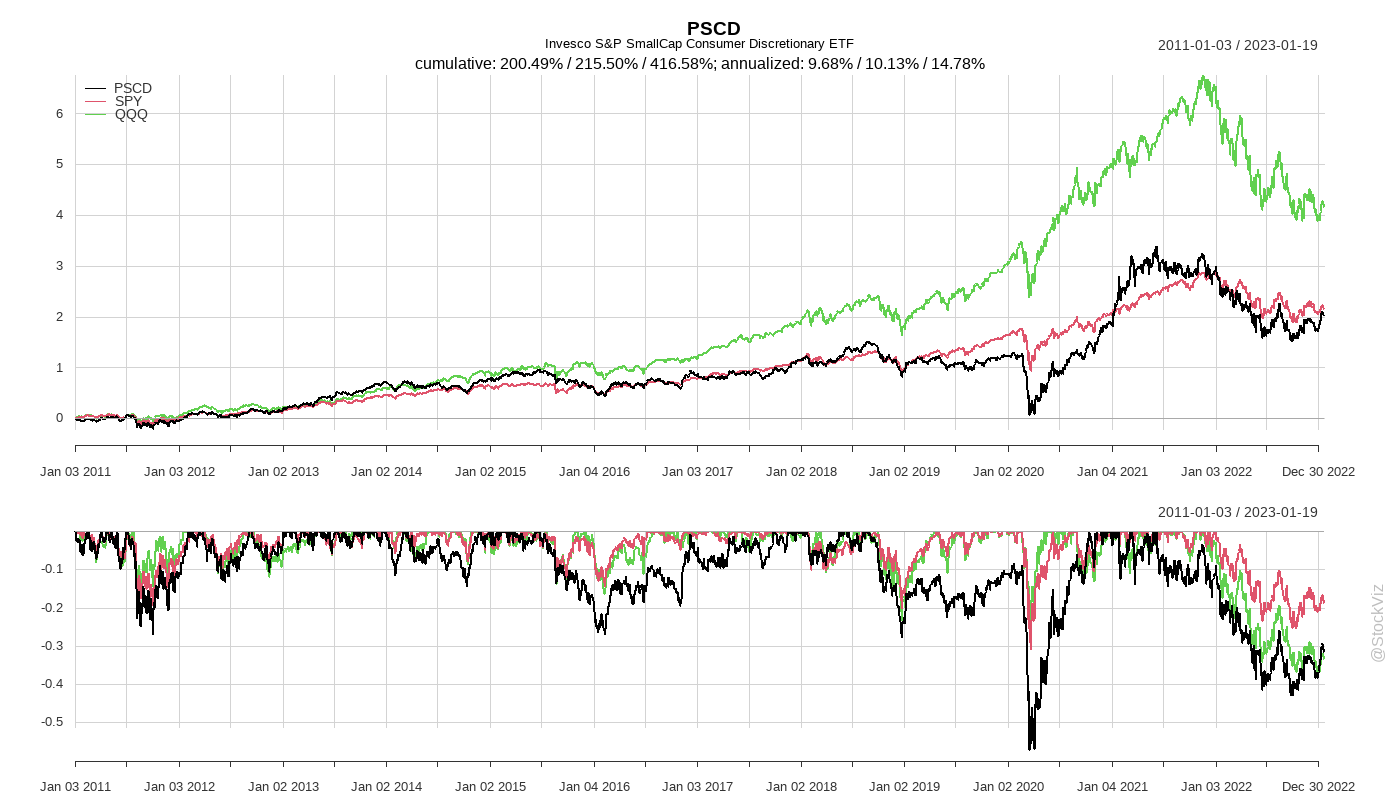 PSCD
Invesco S&P SmallCap Consumer Discretionary ETF
2011-01-03 / 2023-01-19
cumulative: 200.49% / 215.50% / 416.58%; annualized: 9.68% / 10.13% / 14.78%
PSCD
SPY
QQQ
6
5
4
3
2
1
0
Jan 03 2011 Jan 03 2012 Jan 02 2013 Jan 02 2014 Jan 02 2015 Jan 04 2016 Jan 03 2017 Jan 02 2018 Jan 02 2019 Jan 02 2020 Jan 04 2021 Jan 03 2022 Dec 30 2022
2011-01-03 / 2023-01-19
-0.1
-0.2
-0.3
-0.4
-0.5
Jan 03 2011 Jan 03 2012 Jan 02 2013 Jan 02 2014 Jan 02 2015 Jan 04 2016 Jan 03 2017 Jan 02 2018 Jan 02 2019 Jan 02 2020 Jan 04 2021 Jan 03 2022 Dec 30 2022
@StockViz